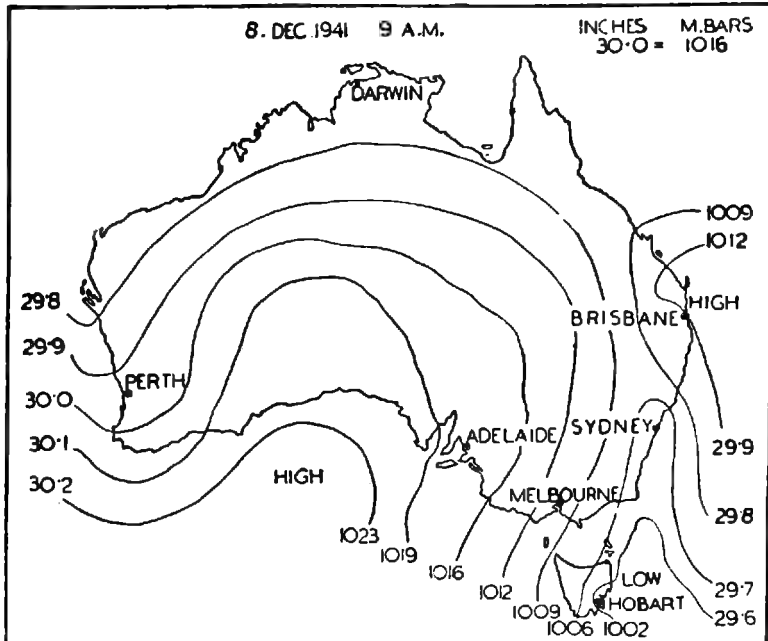 8. DEC. 1941 9 A.M.
INCHES M.BARS
30·0 = 1016
DARWIN
1009
1012
29·8
HIGH
BRISBANE
29·9
PERTH
30·0
SYDNEY
30·1
ADELAIDE
29·9
HIGH
30·2
MELBOURNE
29·8
1023
1019
1016
LOW
1012
29·7
1009
HOBART
29·6
1006
1002